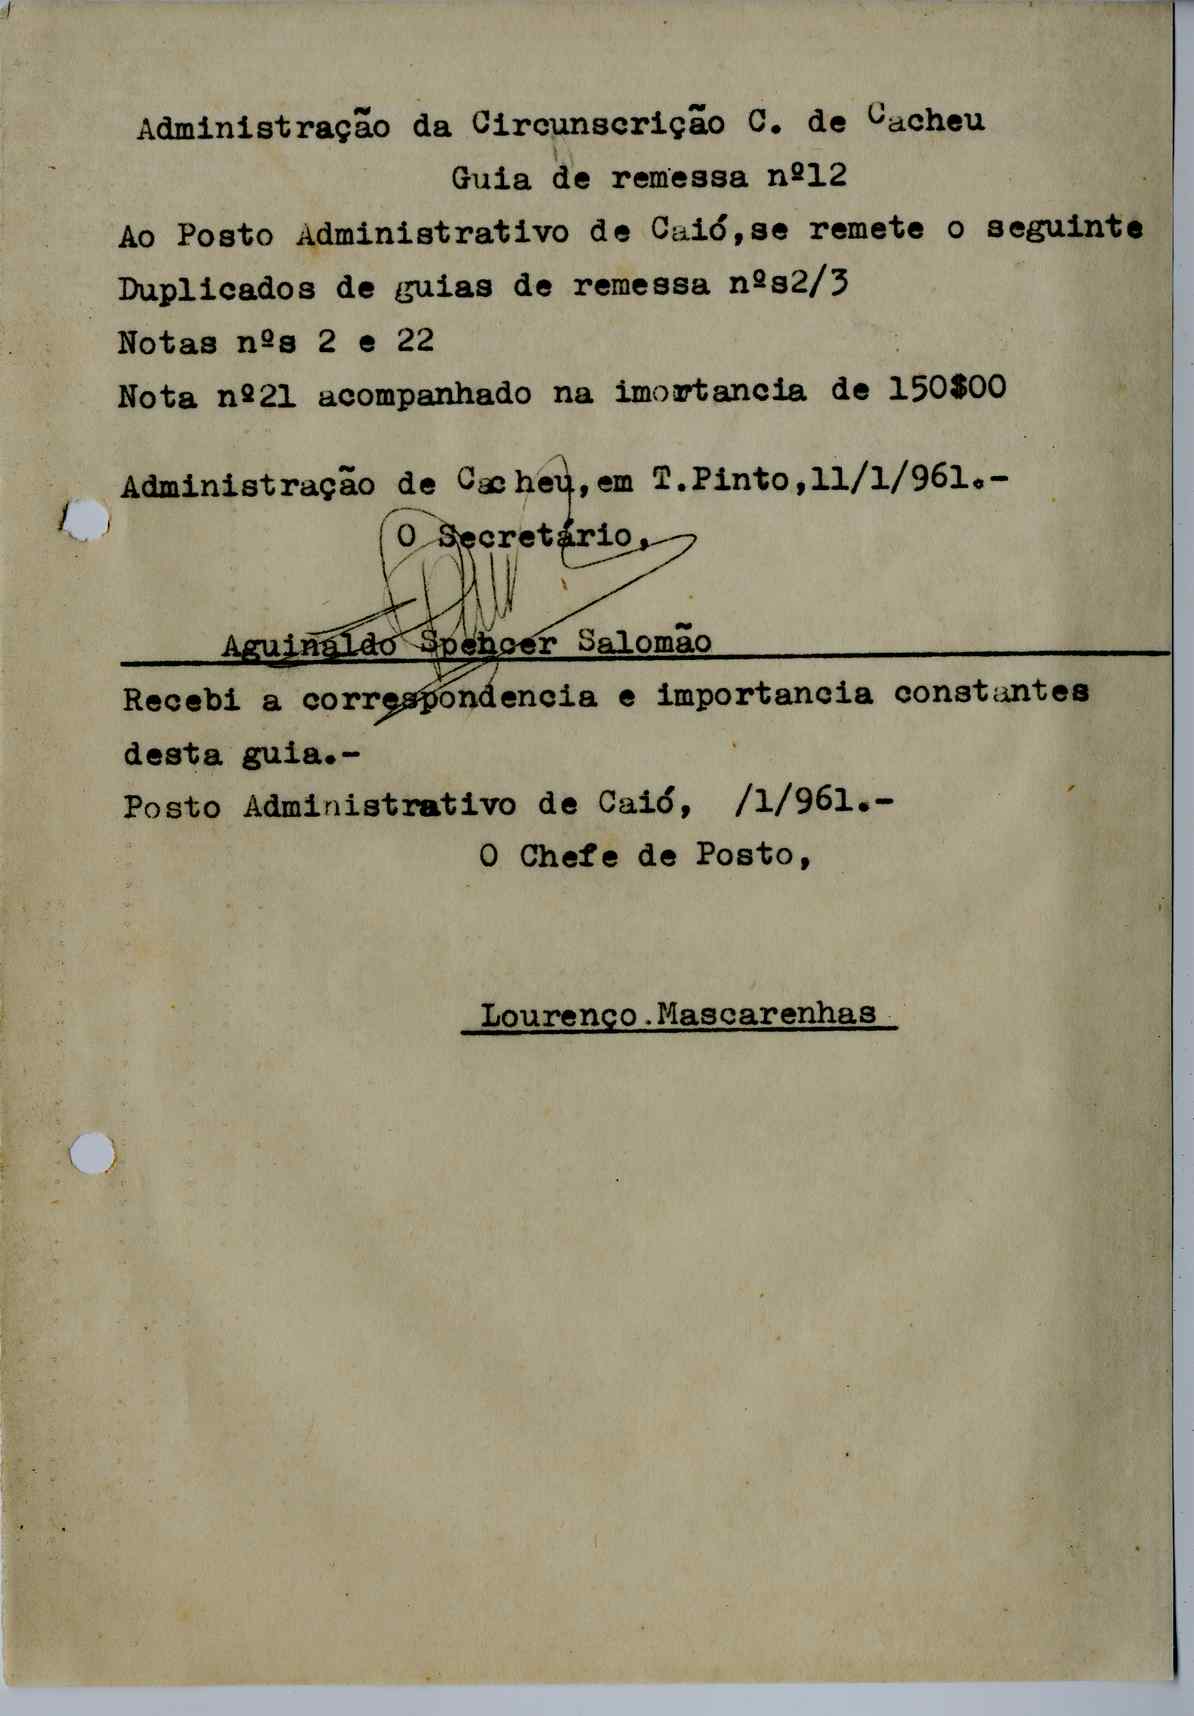 Administração da Circunscrição C. de Cacheu
Guia de remessa nº12
Ao Posto Administrativo de Caió,se remete o seguinte
Duplicados de guias de remessa nºs2/3
Notas nºs 2 e 22
Nota nº21 acompanhado na imortancia de 150$00
Administração de Cacheu,em T.Pinto,11/1/961.-
O Secretário,
Aguinaldo Spencer Salomão
Recebi a correspondencia e importancia constantes
desta guia.-
Posto Administrativo de Caió, /1/961.-
O Chefe de Posto,
Lourenço.Mascarenhas